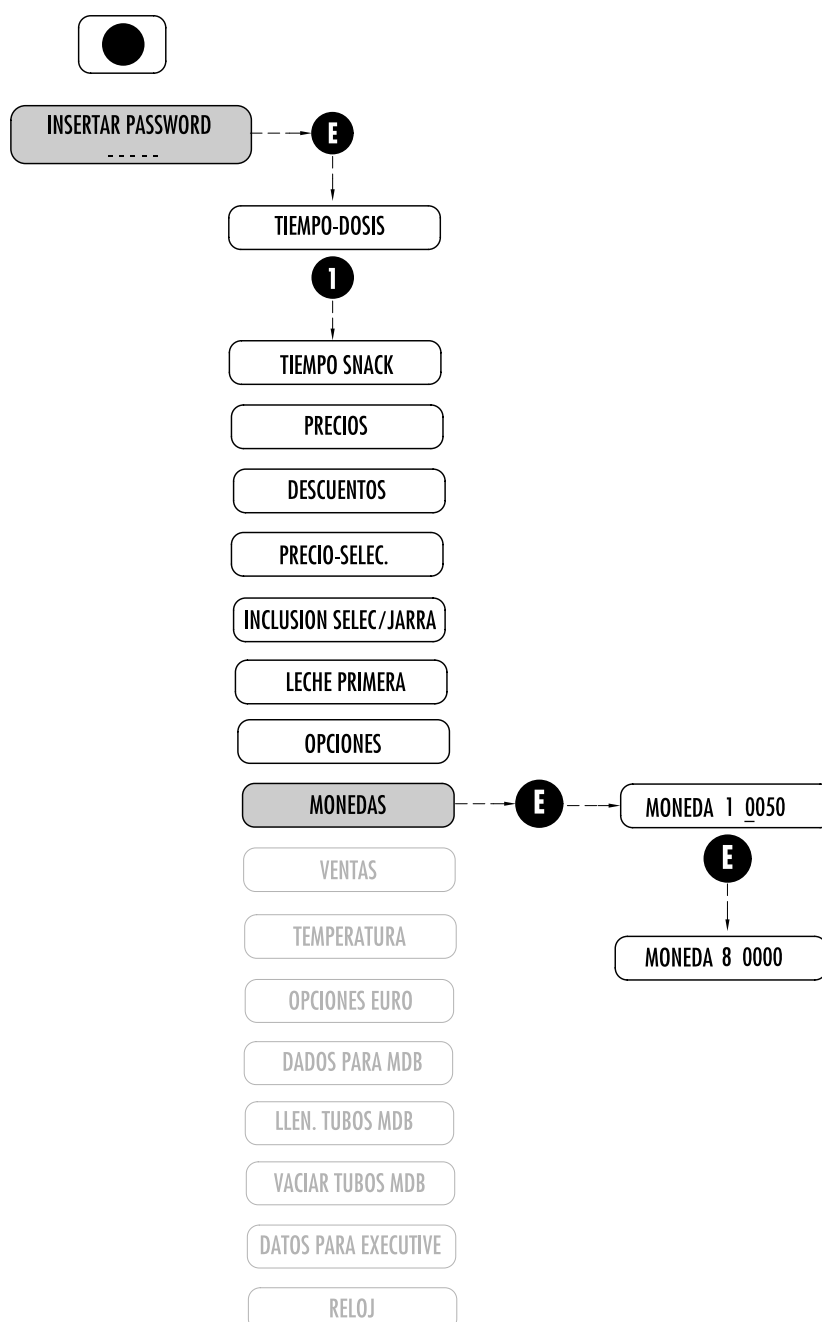 INSERTAR PASSWORD
- - - - -
E
TIEMPO-DOSIS
1
TIEMPO SNACK
PRECIOS
DESCUENTOS
PRECIO-SELEC.
INCLUSION SELEC/JARRA
LECHE PRIMERA
OPCIONES
MONEDAS
E
MONEDA 1 0050
E
MONEDA 8 0000
VENTAS
TEMPERATURA
OPCIONES EURO
DADOS PARA MDB
LLEN. TUBOS MDB
VACIAR TUBOS MDB
DATOS PARA EXECUTIVE
RELOJ